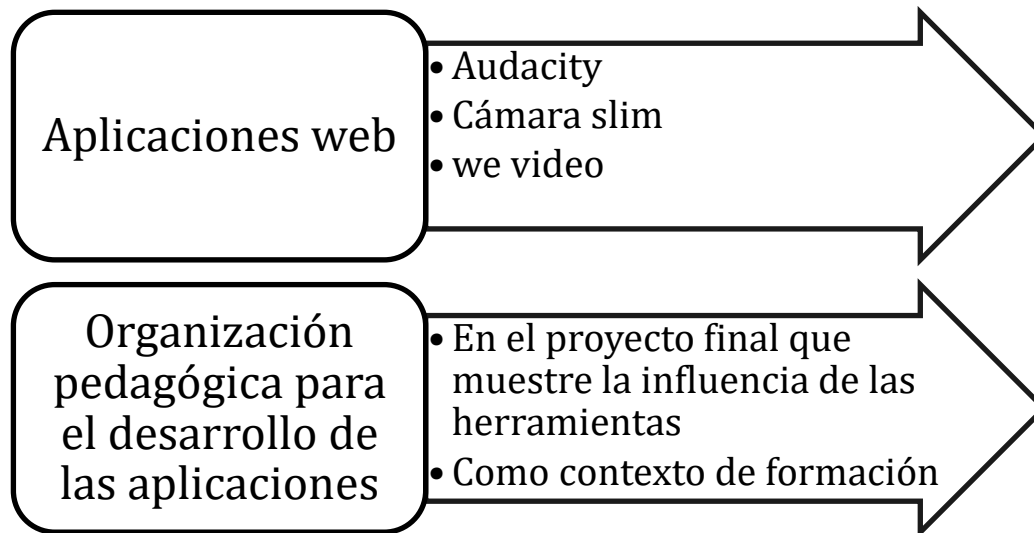 Aplicaciones web
• Audacity
• Cámara slim
• we video
Organización
pedagógica para
el desarrollo de
las aplicaciones
• En el proyecto final que
muestre la influencia de las
herramientas
• Como contexto de formación